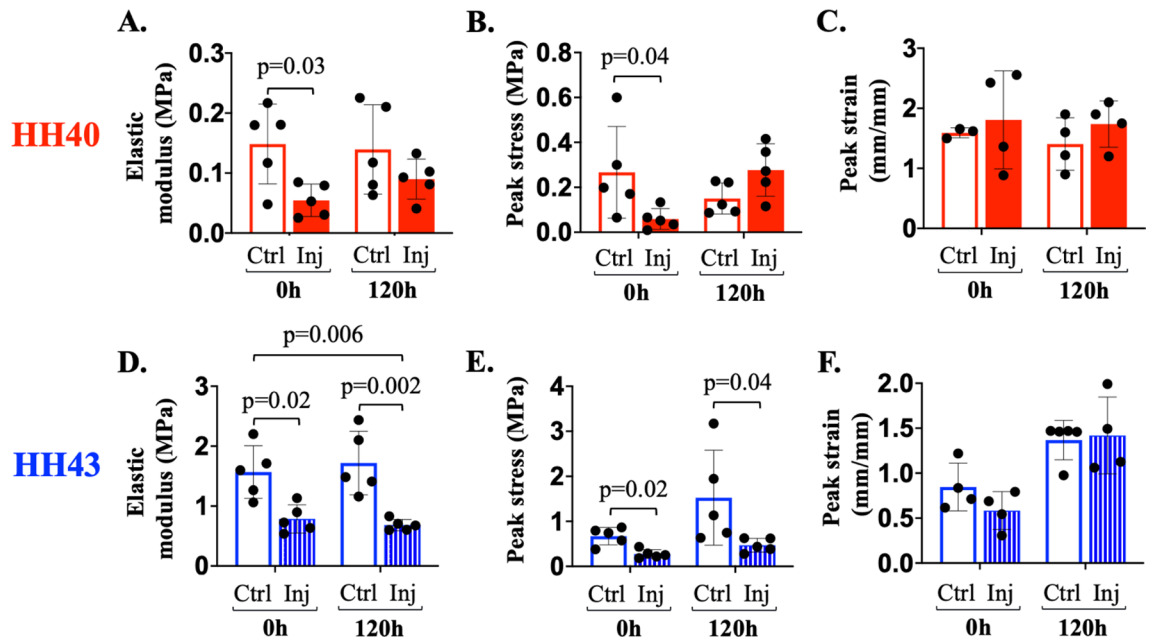 A.
B.
C.
HH40
Elastic
modulus (MPa)
0.3
0.2
0.1
0.0
p=0.03
Ctrl Inj Ctrl Inj
0h 120h
Peak stress (MPa)
0.8
0.6
0.4
0.2
0.0
p=0.04
Ctrl Inj Ctrl Inj
0h 120h
Peak strain
(mm/mm)
3
2
1
0
Ctrl Inj Ctrl Inj
0h 120h
D.
E.
F.
HH43
Elastic
modulus (MPa)
3
2
1
0
p=0.006
p=0.02
p=0.002
Ctrl Inj Ctrl Inj
0h 120h
Peak stress (MPa)
4
3
2
1
0
p=0.02
p=0.04
Ctrl Inj Ctrl Inj
0h 120h
Peak strain
(mm/mm)
2.0
1.5
1.0
0.5
0.0
Ctrl Inj Ctrl Inj
0h 120h